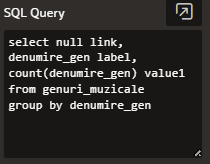 SQL Query
select null link,
denumire_gen label,
count(denumire_gen) value1
from genuri_muzicale
group by denumire_gen